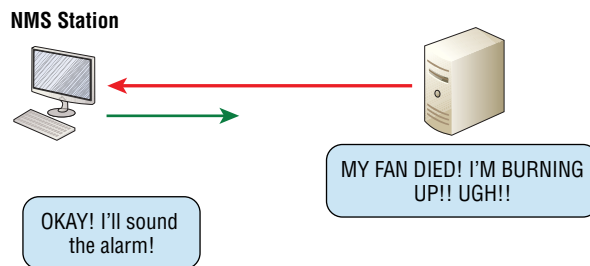 NMS Station
MY FAN DIED! I'M BURNING
UP!! UGH!!
OKAY! I'll sound
the alarm!